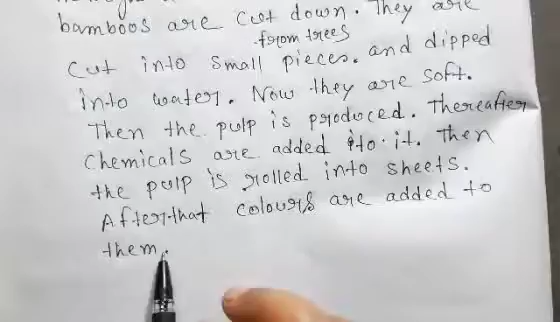 bamboos are cut down. They are
from trees
cut into small pieces. and dipped
into water. Now they are soft.
Then the pulp is produced. Thereafter
chemicals are added to it. Then
the pulp is rolled into sheets.
After that colours are added to
them.